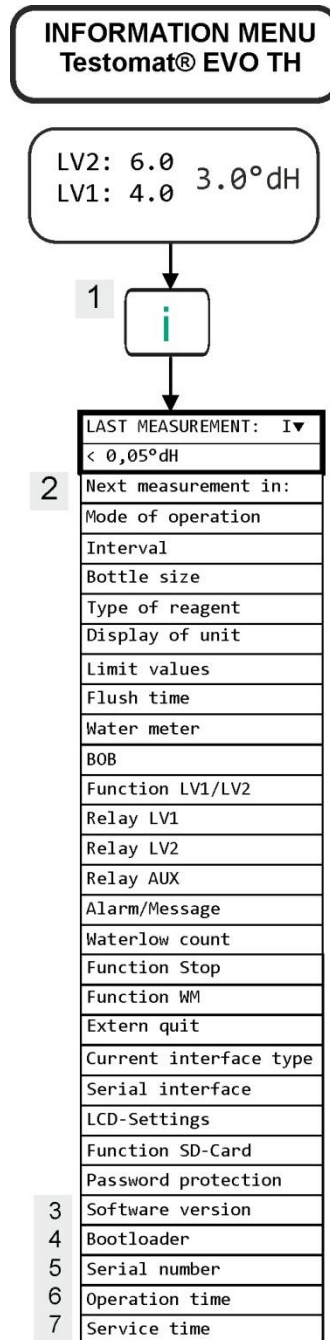 INFORMATION MENU
Testomat® EVO TH
LV2: 6.0
LV1: 4.0
3.0°dH
1
i
LAST MEASUREMENT: I▼
< 0,05°dH
2 Next measurement in:
Mode of operation
Interval
Bottle size
Type of reagent
Display of unit
Limit values
Flush time
Water meter
BOB
Function LV1/LV2
Relay LV1
Relay LV2
Relay AUX
Alarm/Message
Waterlow count
Function Stop
Function WM
Extern quit
Current interface type
Serial interface
LCD-Settings
Function SD-Card
Password protection
3 Software version
4 Bootloader
5 Serial number
6 Operation time
7 Service time